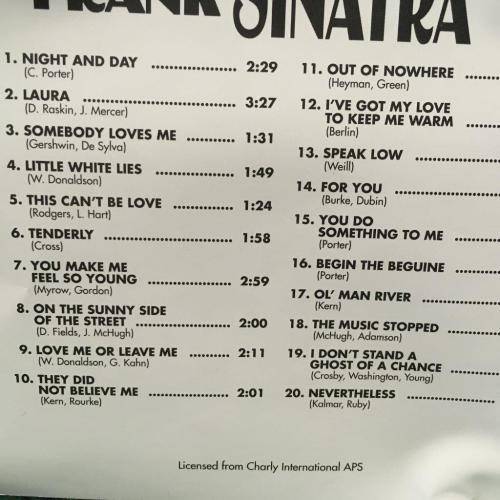 FRANK SINATRA
1. NIGHT AND DAY .................. 2:29
(C. Porter)
2. LAURA .................. 3:27
(D. Raskin, J. Mercer)
3. SOMEBODY LOVES ME .............. 1:31
(Gershwin, De Sylva)
4. LITTLE WHITE LIES .................. 1:49
(W. Donaldson)
5. THIS CAN'T BE LOVE .............. 1:24
(Rodgers, L. Hart)
6. TENDERLY .................. 1:58
(Cross)
7. YOU MAKE ME
FEEL SO YOUNG .................. 2:59
(Myrow, Gordon)
8. ON THE SUNNY SIDE
OF THE STREET .................. 2:00
(D. Fields, J. McHugh)
9. LOVE ME OR LEAVE ME .......... 2:11
(W. Donaldson, G. Kahn)
10. THEY DID
NOT BELIEVE ME .................. 2:01
(Kern, Rourke)
11. OUT OF NOWHERE ........
(Heyman, Green)
12. I'VE GOT MY LOVE
TO KEEP ME WARM ........
(Berlin)
13. SPEAK LOW ..................
(Weill)
14. FOR YOU ..................
(Burke, Dubin)
15. YOU DO
SOMETHING TO ME ........
(Porter)
16. BEGIN THE BEGUINE ........
(Porter)
17. OL' MAN RIVER ..............
(Kern)
18. THE MUSIC STOPPED ........
(McHugh, Adamson)
19. I DON'T STAND A
GHOST OF A CHANCE ........
(Crosby, Washington, Young)
20. NEVERTHELESS ..............
(Kalmar, Ruby)
Licensed from Charly International APS